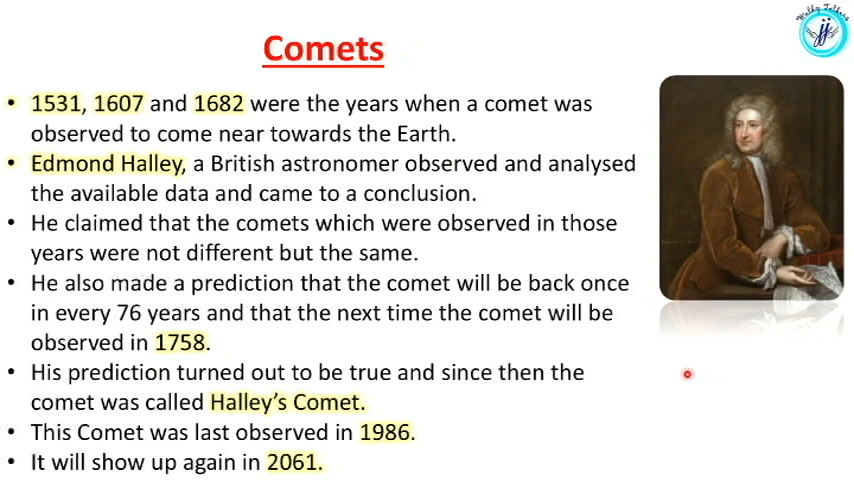 Walky Talkers
jj
Comets
• 1531, 1607 and 1682 were the years when a comet was
observed to come near towards the Earth.
• Edmond Halley, a British astronomer observed and analysed
the available data and came to a conclusion.
• He claimed that the comets which were observed in those
years were not different but the same.
• He also made a prediction that the comet will be back once
in every 76 years and that the next time the comet will be
observed in 1758.
• His prediction turned out to be true and since then the
comet was called Halley’s Comet.
• This Comet was last observed in 1986.
• It will show up again in 2061.